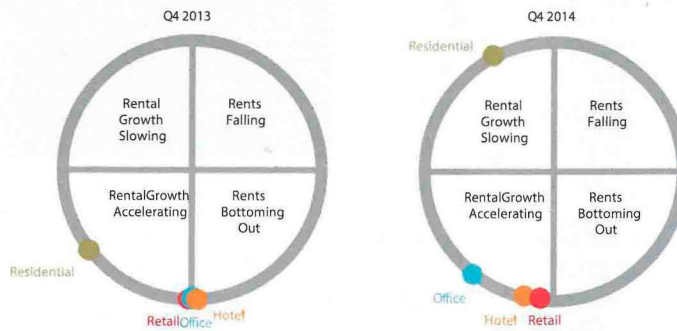 Q4 2013
Rental
Growth
Slowing
Rents
Falling
RentalGrowth
Accelerating
Rents
Bottoming
Out
Residential
Retail
Office
Hotel
Q4 2014
Residential
Rental
Growth
Slowing
Rents
Falling
RentalGrowth
Accelerating
Rents
Bottoming
Out
Office
Hotel
Retail